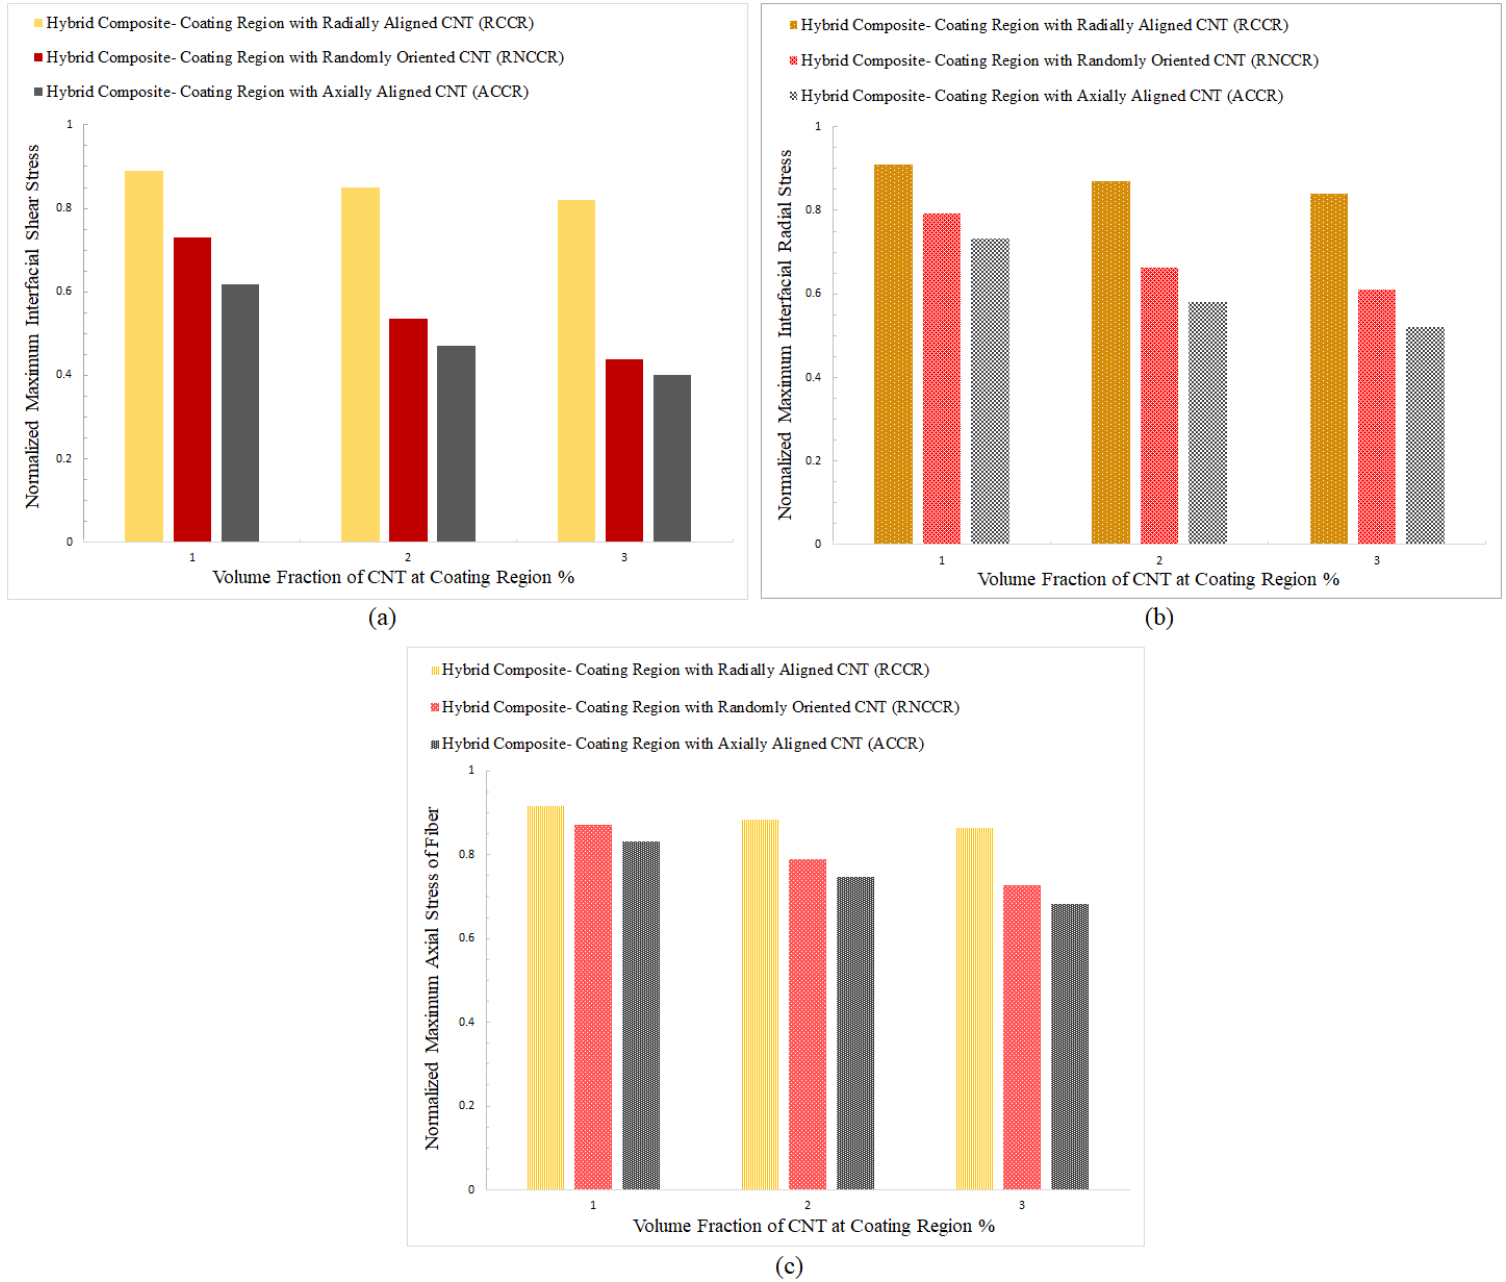 Hybrid Composite- Coating Region with Radially Aligned CNT (RCCR)
Hybrid Composite- Coating Region with Randomly Oriented CNT (RNCCR)
Hybrid Composite- Coating Region with Axially Aligned CNT (ACCR)
Normalized Maximum Interfacial Shear Stress
1
0.8
0.6
0.4
0.2
0
1 2 3
Volume Fraction of CNT at Coating Region %
(a)
Hybrid Composite- Coating Region with Radially Aligned CNT (RCCR)
Hybrid Composite- Coating Region with Randomly Oriented CNT (RNCCR)
Hybrid Composite- Coating Region with Axially Aligned CNT (ACCR)
Normalized Maximum Interfacial Radial Stress
1
0.8
0.6
0.4
0.2
0
1 2 3
Volume Fraction of CNT at Coating Region %
(b)
Hybrid Composite- Coating Region with Radially Aligned CNT (RCCR)
Hybrid Composite- Coating Region with Randomly Oriented CNT (RNCCR)
Hybrid Composite- Coating Region with Axially Aligned CNT (ACCR)
Normalized Maximum Axial Stress of Fiber
1
0.8
0.6
0.4
0.2
0
1 2 3
Volume Fraction of CNT at Coating Region %
(c)